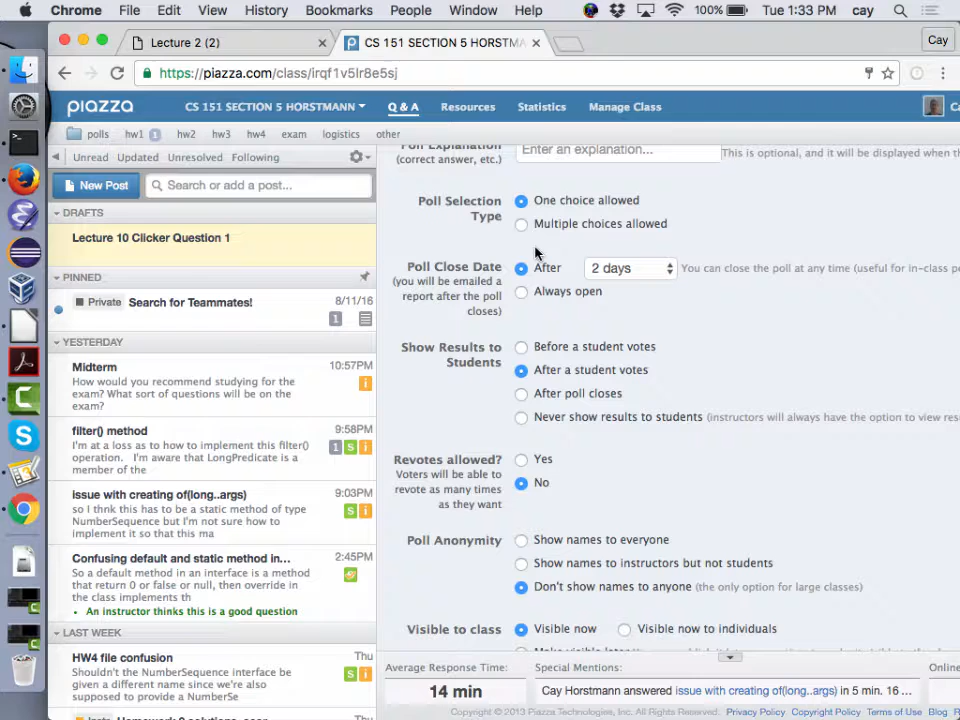 Chrome File Edit View History Bookmarks People Window Help 100% Tue 1:33 PM cay
Lecture 2 (2) CS 151 SECTION 5 HORSTMA Cay
https://piazza.com/class/irqf1v5lr8e5sj
piazza CS 151 SECTION 5 HORSTMANN Q & A Resources Statistics Manage Class Ca
polls hw1 1 hw2 hw3 hw4 exam logistics other
Unread Updated Unresolved Following
New Post Search or add a post...
DRAFTS
Lecture 10 Clicker Question 1
PINNED
Private Search for Teammates! 8/11/16
1
YESTERDAY
Midterm 10:57PM
How would you recommend studying for the
exam? What sort of questions will be on the
exam? i
filter() method 9:58PM
I'm at a loss as to how to implement this filter()
operation. I'm aware that LongPredicate is a 1 S i
member of the
issue with creating of(long..args) 9:03PM
so I thnk this has to be a static method of type
NumberSequence but I'm not sure how to S i
implement it so that this ma
Confusing default and static method in... 2:45PM
So a default method in an interface is a method
that return 0 or false or null, then override in
the class implements th
• An instructor thinks this is a good question
LAST WEEK
HW4 file confusion Thu
Shouldn't the NumberSequence interface be
given a different name since we're also S i
supposed to provide a NumberSe
Thu
Poll Explanation
(correct answer, etc.) Enter an explanation... This is optional, and it will be displayed when th
Poll Selection
Type
One choice allowed
Multiple choices allowed
Poll Close Date
(you will be emailed a
report after the poll
closes)
After 2 days You can close the poll at any time (useful for in-class po
Always open
Show Results to
Students
Before a student votes
After a student votes
After poll closes
Never show results to students (instructors will always have the option to view res
Revotes allowed?
Voters will be able to
revote as many times
as they want
Yes
No
Poll Anonymity
Show names to everyone
Show names to instructors but not students
Don't show names to anyone (the only option for large classes)
Visible to class Visible now Visible now to individuals
Average Response Time: Special Mentions: Online
14 min Cay Horstmann answered issue with creating of(long..args) in 5 min. 16 ...
Copyright © 2013 Piazza Technologies, Inc. All Rights Reserved. Privacy Policy Copyright Policy Terms of Use Blog R